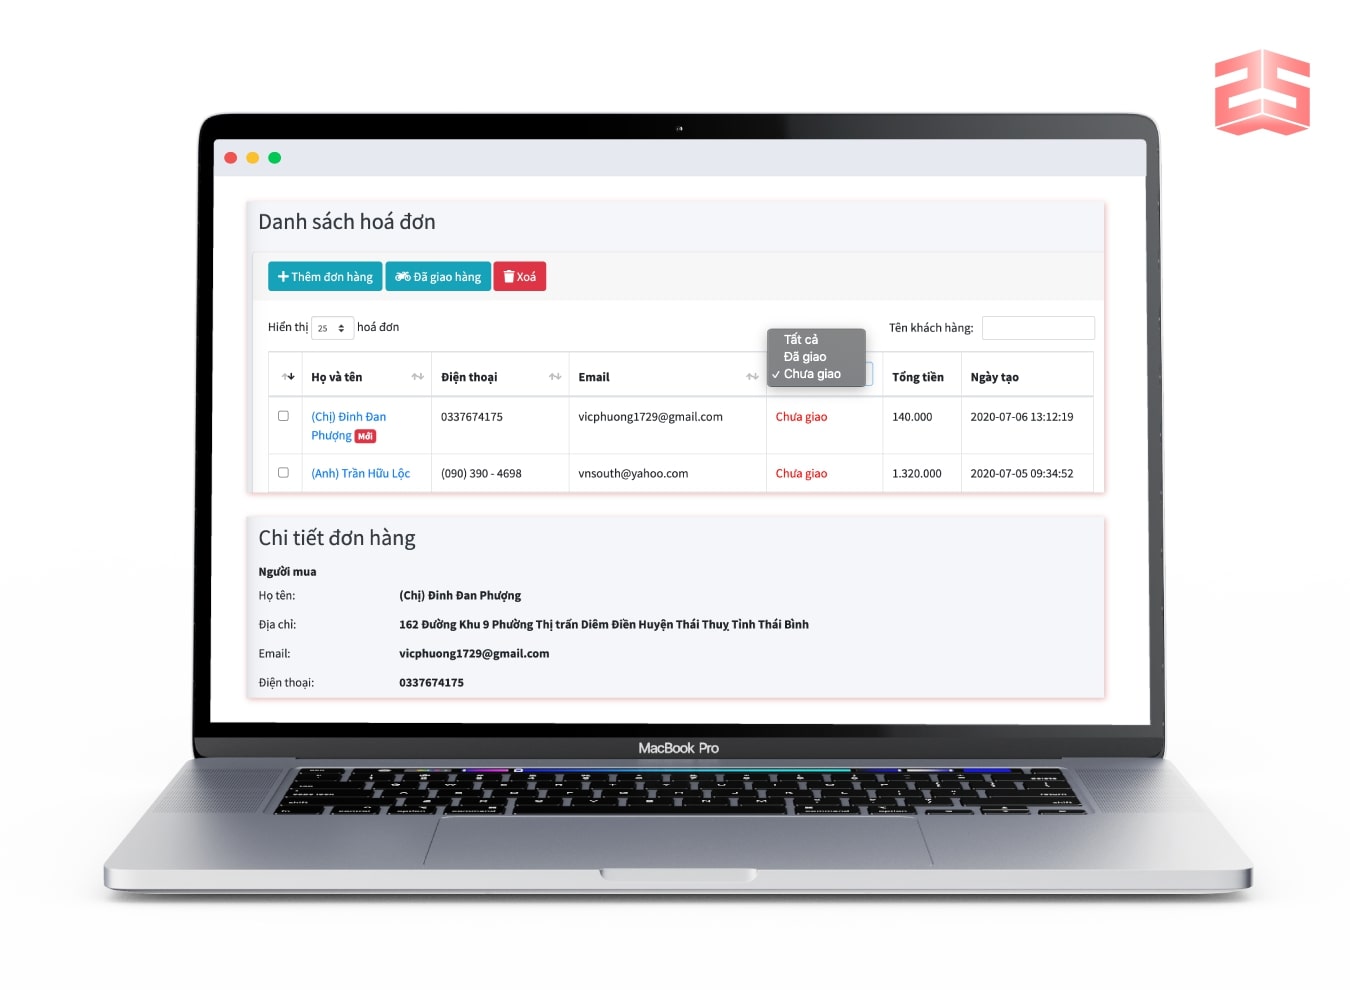 Danh sách hoá đơn
Thêm đơn hàng
Đã giao hàng
Xoá
Hiển thị 25 hoá đơn
Tên khách hàng:
Tất cả
Đã giao
✓ Chưa giao
Họ và tên
Điện thoại
Email
Tổng tiền
Ngày tạo
(Chị) Đinh Đan
Phượng Mới
0337674175
vicphuong1729@gmail.com
Chưa giao
140.000
2020-07-06 13:12:19
(Anh) Trần Hữu Lộc
(090) 390 - 4698
vnsouth@yahoo.com
Chưa giao
1.320.000
2020-07-05 09:34:52
Chi tiết đơn hàng
Người mua
Họ tên: (Chị) Đinh Đan Phượng
Địa chỉ: 162 Đường Khu 9 Phường Thị trấn Diêm Điền Huyện Thái Thuỵ Tỉnh Thái Bình
Email: vicphuong1729@gmail.com
Điện thoại: 0337674175
MacBook Pro